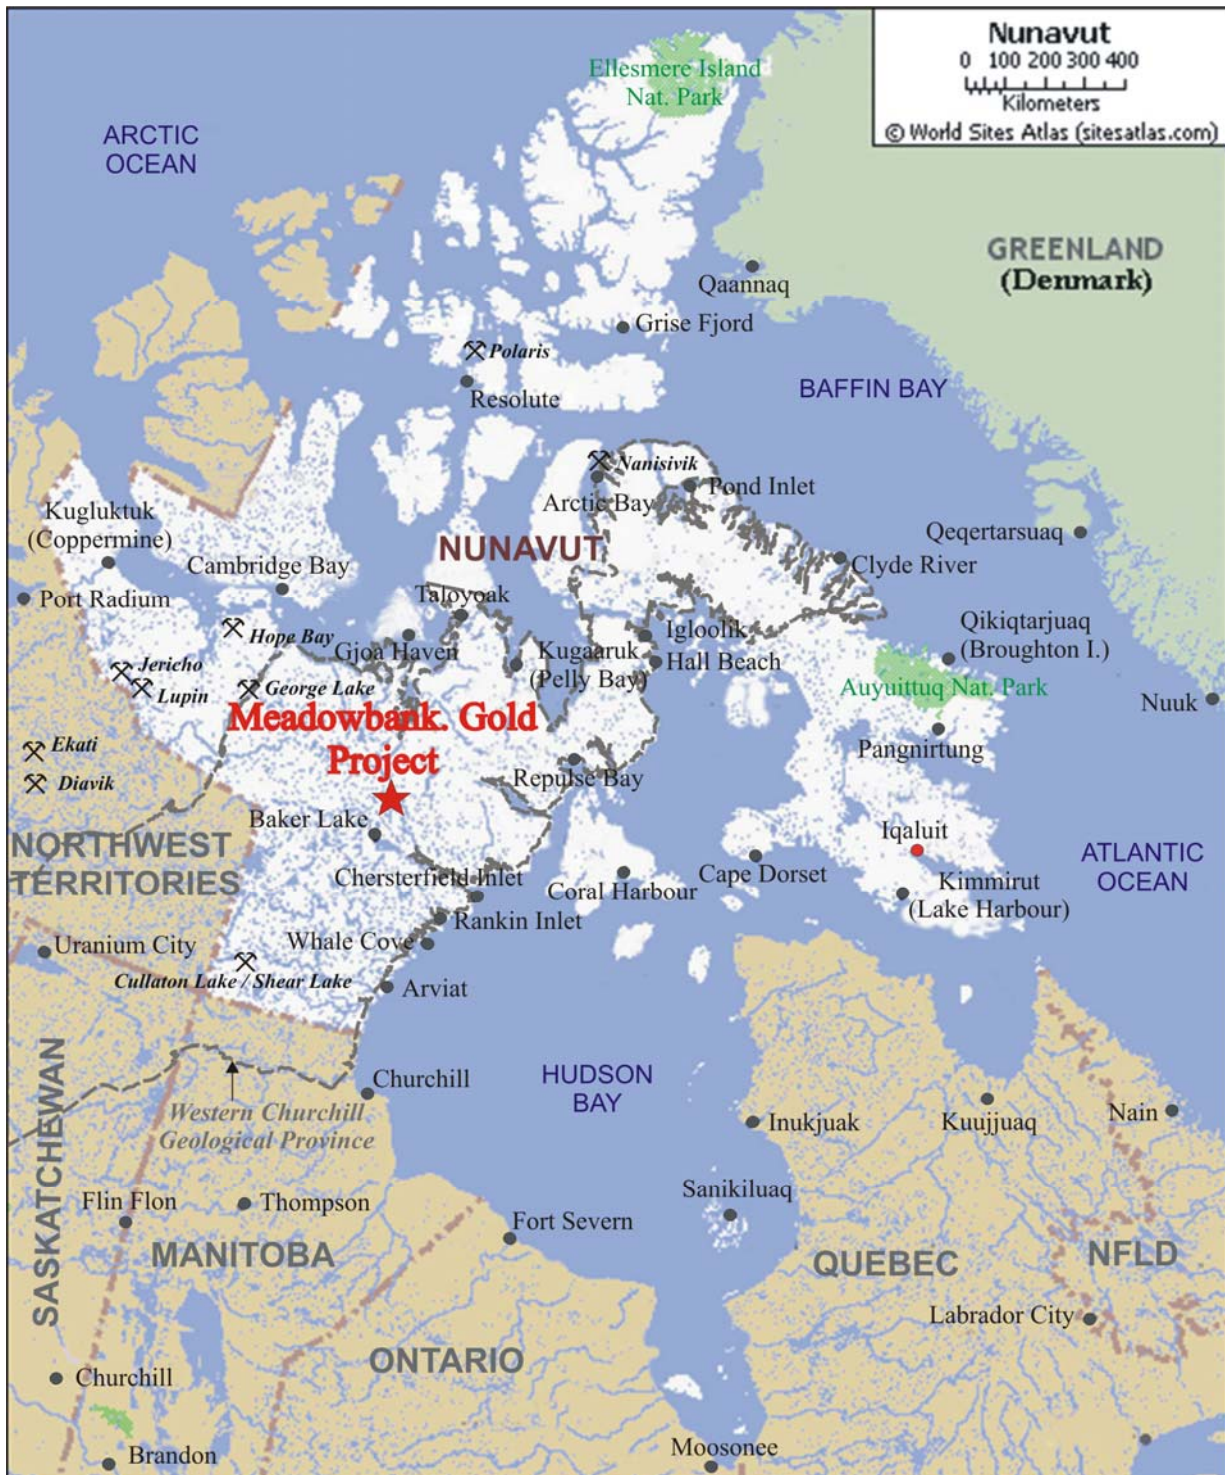 Nunavut
0 100 200 300 400
Kilometers
© World Sites Atlas (sitesatlas.com)
Ellesmere Island
Nat. Park
ARCTIC
OCEAN
GREENLAND
(Denmark)
Qaannaq
Grise Fjord
Polaris
Resolute
BAFFIN BAY
Nanisivik
Arctic Bay
Pond Inlet
Kugluktuk
(Coppermine)
Qeqertarsuaq
NUNAVUT
Cambridge Bay
Clyde River
Port Radium
Taloyoak
Hope Bay
Gjoa Haven
Igloolik
Qikiqtarjuaq
(Broughton I.)
Kugaaruk
(Pelly Bay)
Hall Beach
Jericho
Lupin
George Lake
Auyuittuq Nat. Park
Nuuk
Meadowbank. Gold
Project
Ekati
Diavik
Pangnirtung
Repulse Bay
Baker Lake
Iqaluit
NORTHWEST
TERRITORIES
Chersterfield Inlet
Coral Harbour
Cape Dorset
Kimmirut
(Lake Harbour)
ATLANTIC
OCEAN
Rankin Inlet
Uranium City
Whale Cove
Cullaton Lake / Shear Lake
Arviat
HUDSON
BAY
Churchill
Western Churchill
Geological Province
SASKATCHEWAN
Inukjuak
Kuujjuaq
Nain
Sanikiluaq
Flin Flon
Thompson
Fort Severn
MANITOBA
QUEBEC
NFLD
Labrador City
ONTARIO
Churchill
Brandon
Moosonee